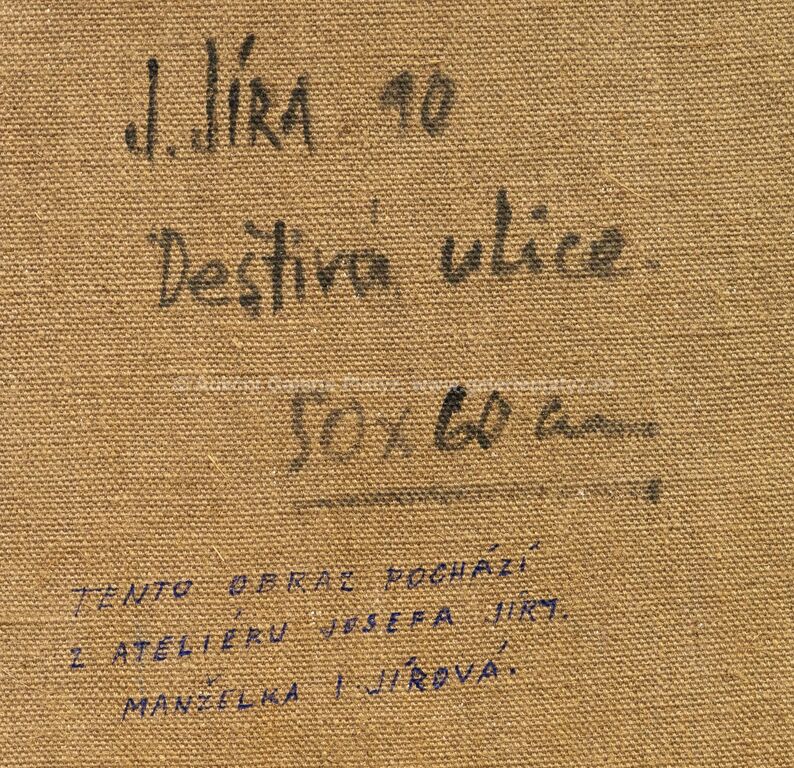 J. JÍRA 90
Deštivá ulice.
50 x 60 cm
TENTO OBRAZ POCHÁZÍ
Z ATELIÉRU JOSEFA JÍRY.
MANŽELKA I. JÍROVÁ.